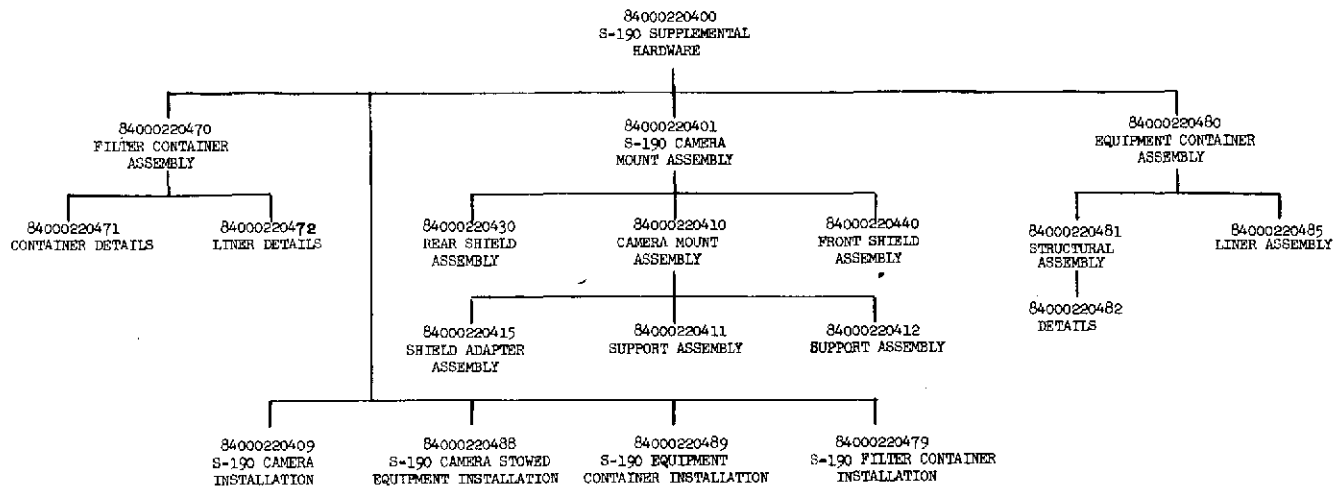 84000220400
S-190 SUPPLEMENTAL
HARDWARE
84000220470
FILTER CONTAINER
ASSEMBLY
84000220401
S-190 CAMERA
MOUNT ASSEMBLY
84000220480
EQUIPMENT CONTAINER
ASSEMBLY
84000220471
CONTAINER DETAILS
84000220472
LINER DETAILS
84000220430
REAR SHIELD
ASSEMBLY
84000220410
CAMERA MOUNT
ASSEMBLY
84000220440
FRONT SHIELD
ASSEMBLY
84000220481
STRUCTURAL
ASSEMBLY
84000220485
LINER ASSEMBLY
84000220482
DETAILS
84000220415
SHIELD ADAPTER
ASSEMBLY
84000220411
SUPPORT ASSEMBLY
84000220412
SUPPORT ASSEMBLY
84000220409
S-190 CAMERA
INSTALLATION
84000220488
S-190 CAMERA STOWED
EQUIPMENT INSTALLATION
84000220489
S-190 EQUIPMENT
CONTAINER INSTALLATION
84000220479
S-190 FILTER CONTAINER
INSTALLATION